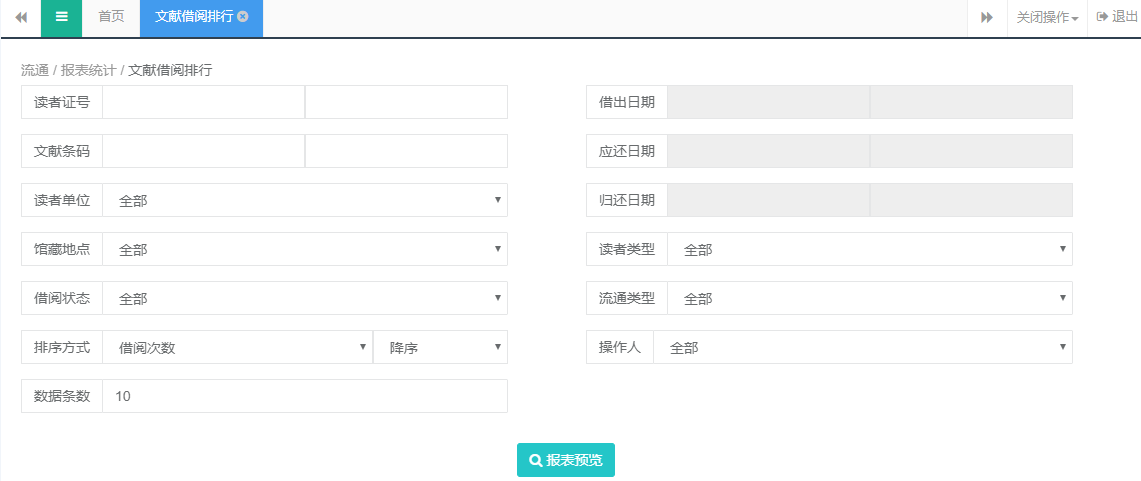 首页 文献借阅排行 关闭操作 退出
流通 / 报表统计 / 文献借阅排行
读者证号 借出日期
文献条码 应还日期
读者单位 全部 归还日期
馆藏地点 全部 读者类型 全部
借阅状态 全部 流通类型 全部
排序方式 借阅次数 降序 操作人 全部
数据条数 10
报表预览